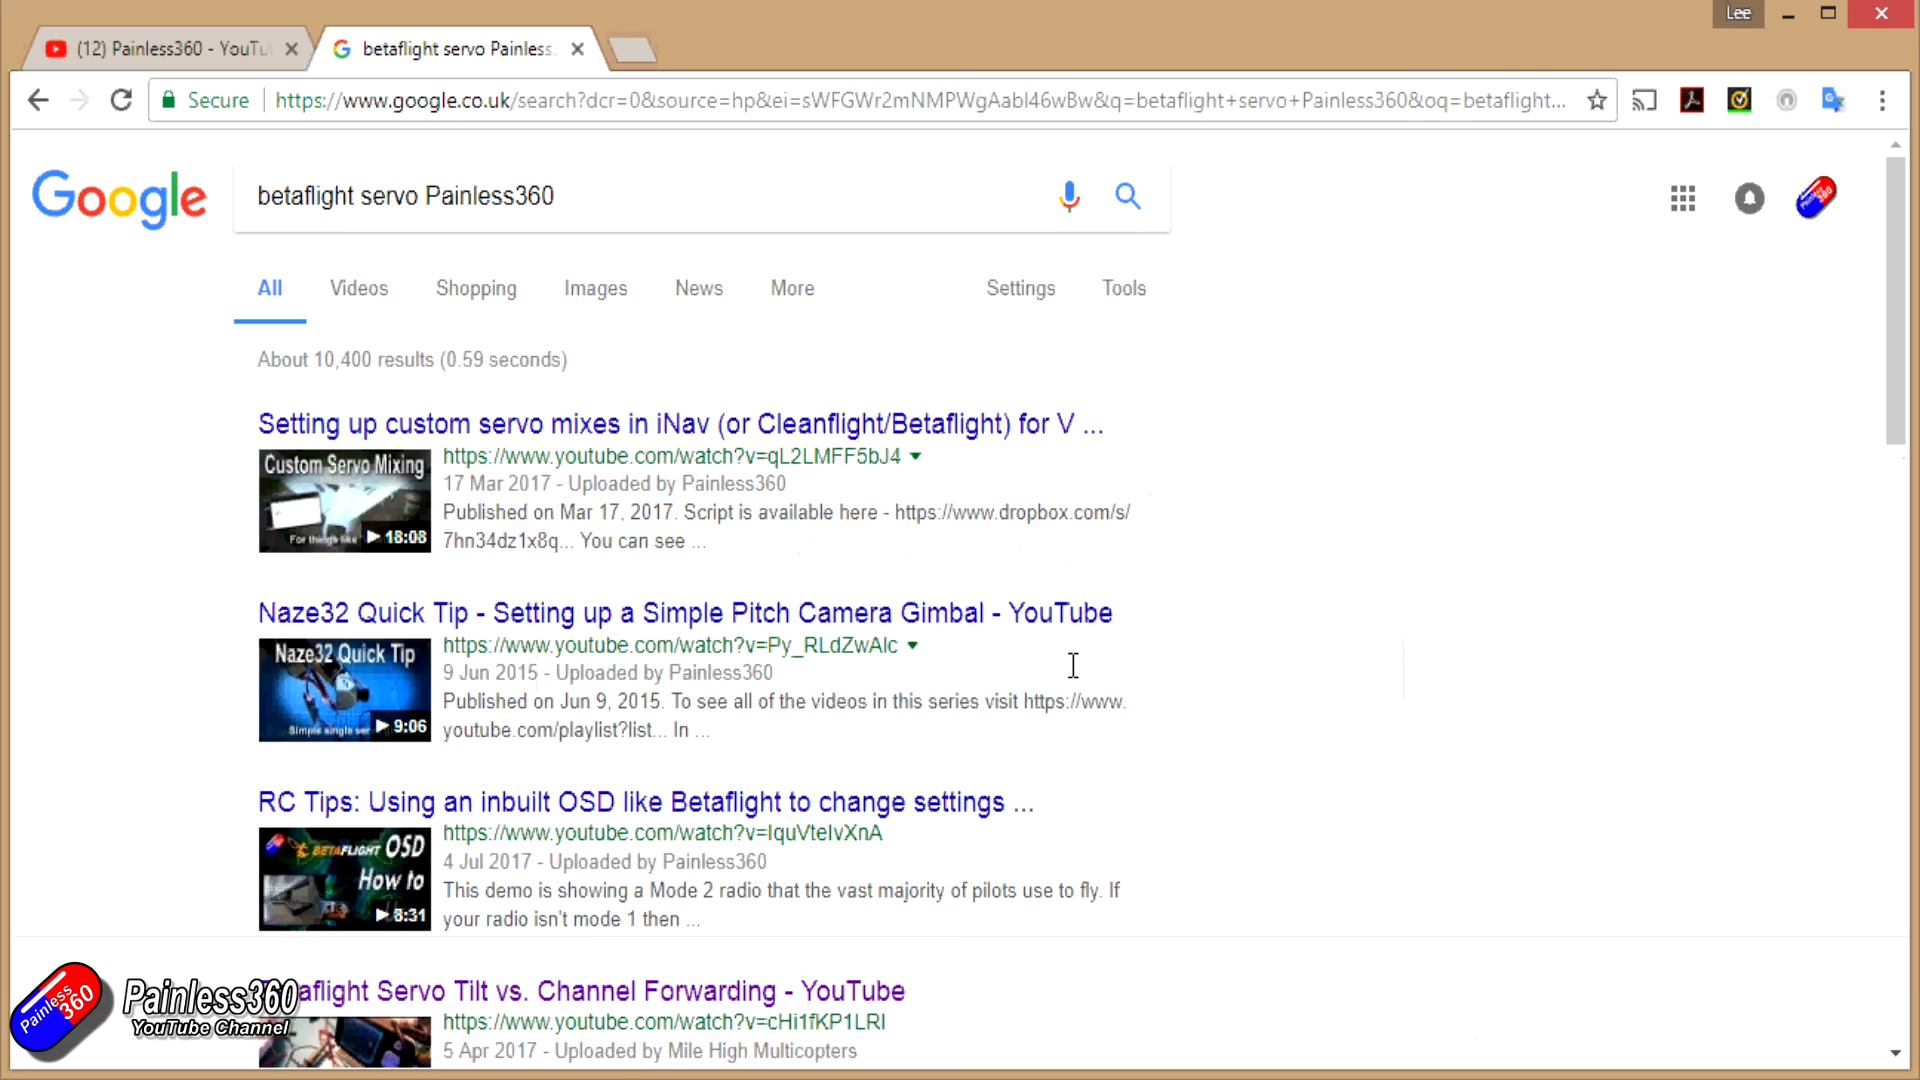 Lee
(12) Painless360 - YouTu
betaflight servo Painless
Secure
https://www.google.co.uk/search?dcr=0&source=hp&ei=sWFGWr2mNMPWgAabl46wBw&q=betaflight+servo+Painless360&oq=betaflight...
Google
betaflight servo Painless360
All Videos Shopping Images News More Settings Tools
About 10,400 results (0.59 seconds)
Setting up custom servo mixes in iNav (or Cleanflight/Betaflight) for V ...
Custom Servo Mixing
For things like
18:08
https://www.youtube.com/watch?v=qL2LMFF5bJ4
17 Mar 2017 - Uploaded by Painless360
Published on Mar 17, 2017. Script is available here - https://www.dropbox.com/s/
7hn34dz1x8q... You can see ...
Naze32 Quick Tip - Setting up a Simple Pitch Camera Gimbal - YouTube
Naze32 Quick Tip
Simple single ser
9:06
https://www.youtube.com/watch?v=Py_RLdZwAlc
9 Jun 2015 - Uploaded by Painless360
Published on Jun 9, 2015. To see all of the videos in this series visit https://www.
youtube.com/playlist?list... In ...
RC Tips: Using an inbuilt OSD like Betaflight to change settings ...
BETAFLIGHT OSD
How to
8:31
https://www.youtube.com/watch?v=IquVteIvXnA
4 Jul 2017 - Uploaded by Painless360
This demo is showing a Mode 2 radio that the vast majority of pilots use to fly. If
your radio isn't mode 1 then ...
aflight Servo Tilt vs. Channel Forwarding - YouTube
https://www.youtube.com/watch?v=cHi1fKP1LRI
5 Apr 2017 - Uploaded by Mile High Multicopters
Painless 360
Painless360
YouTube Channel